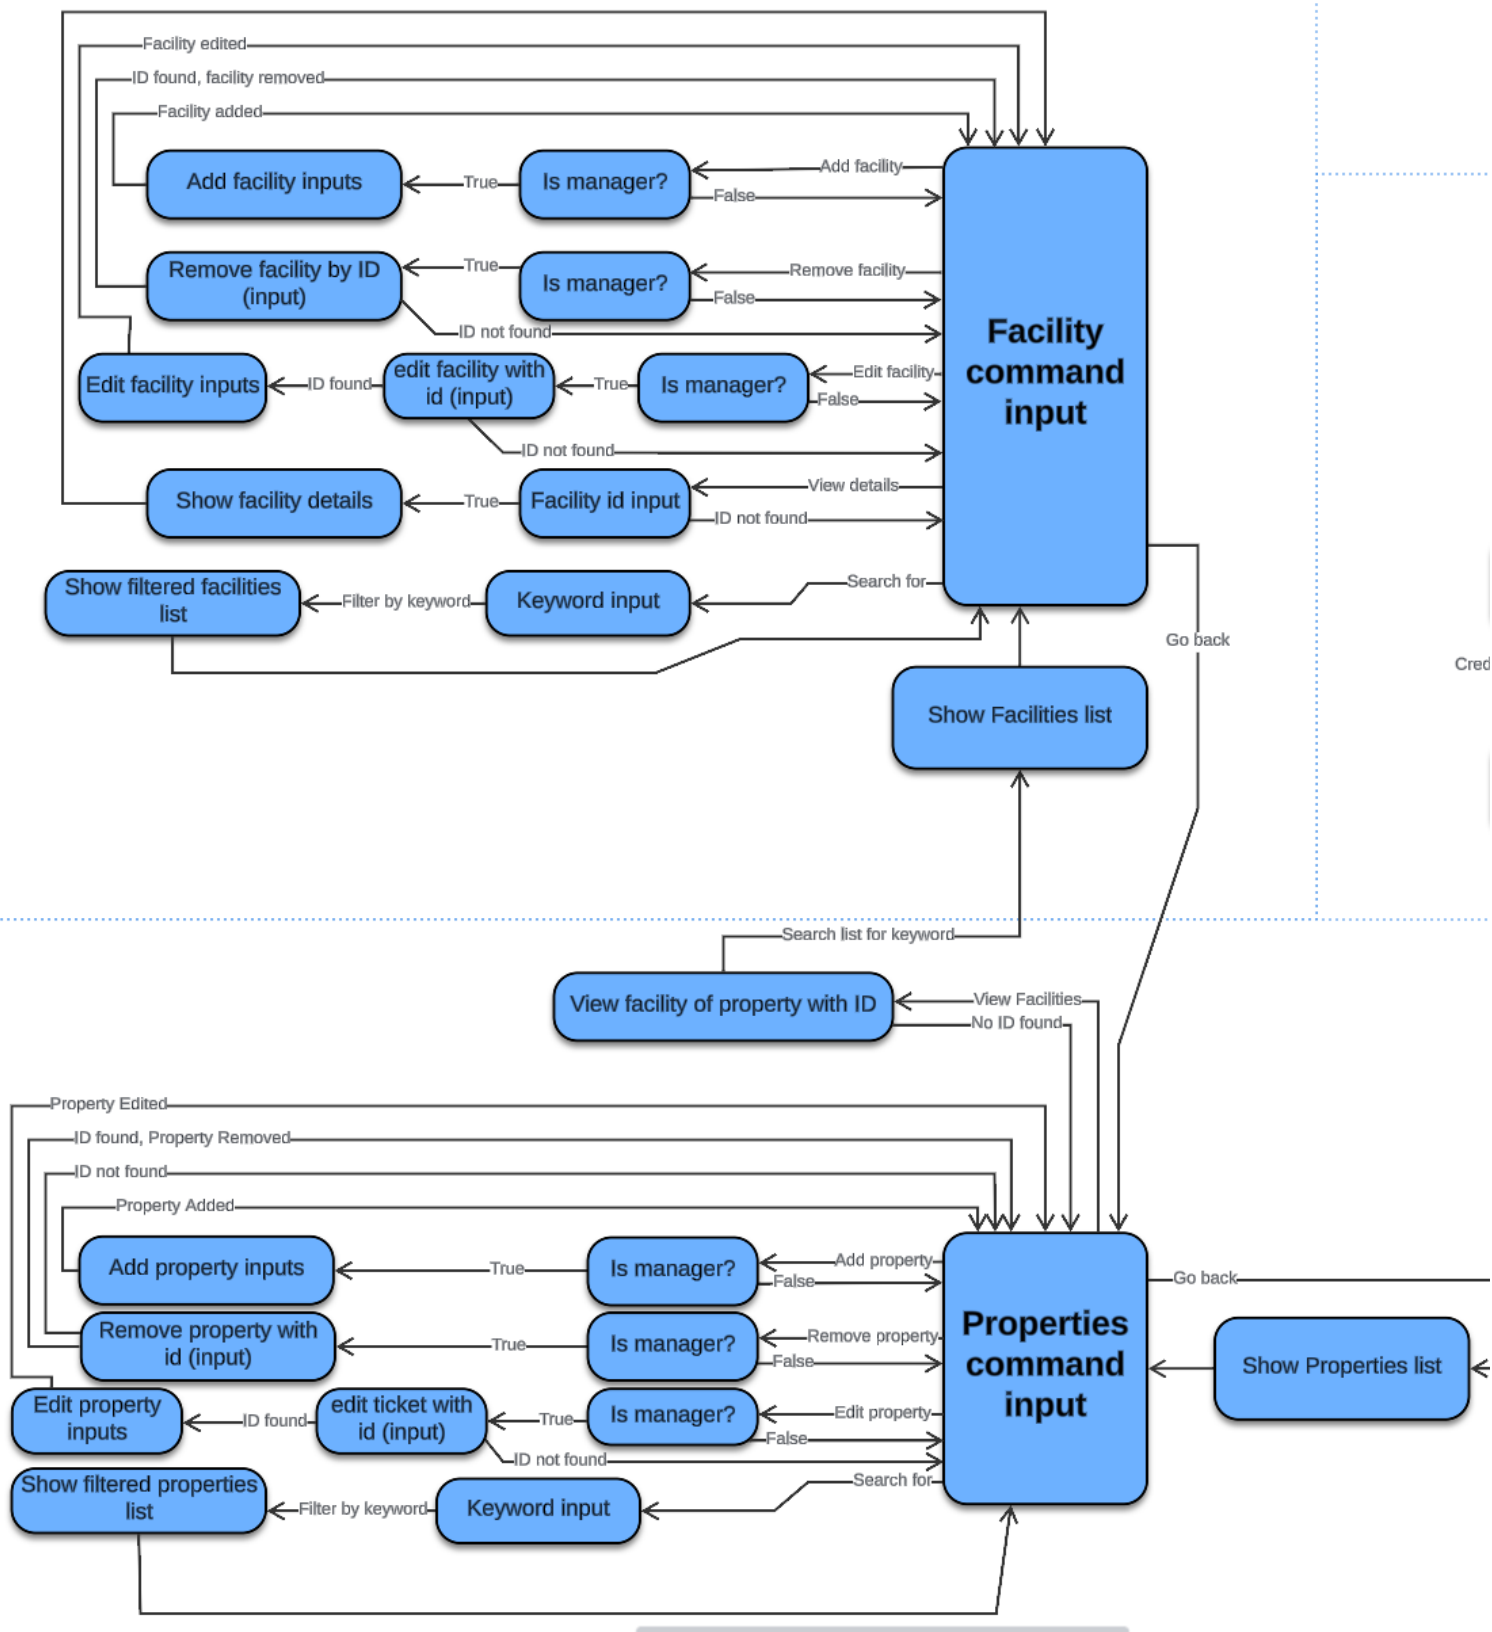 Facility edited
ID found, facility removed
Facility added
Add facility inputs
True
Is manager?
Add facility
False
Remove facility by ID
(input)
True
Is manager?
Remove facility
False
ID not found
Facility
command
input
Edit facility inputs
ID found
edit facility with
id (input)
True
Is manager?
Edit facility
False
ID not found
Show facility details
True
Facility id input
View details
ID not found
Show filtered facilities
list
Filter by keyword
Keyword input
Search for
Go back
Cred
Show Facilities list
Search list for keyword
View facility of property with ID
View Facilities
No ID found
Property Edited
ID found, Property Removed
ID not found
Property Added
Add property inputs
True
Is manager?
Add property
False
Go back
Remove property with
id (input)
True
Is manager?
Remove property
False
Properties
command
input
Show Properties list
Edit property
inputs
ID found
edit ticket with
id (input)
True
Is manager?
Edit property
False
ID not found
Show filtered properties
list
Filter by keyword
Keyword input
Search for